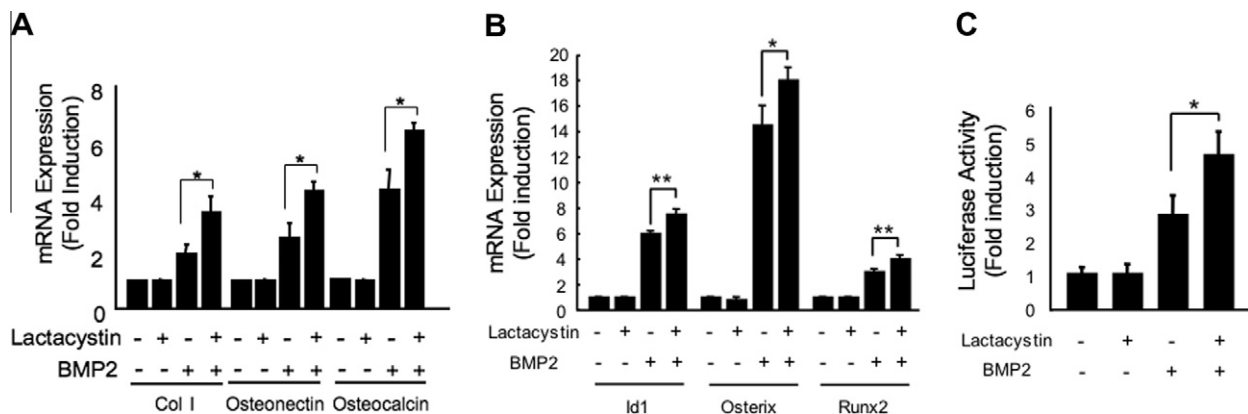 A
mRNA Expression
(Fold Induction)
8
6
4
2
0
*
*
*
Lactacystin - + - + - + - + - + - +
BMP2 - - + + - - + + - - + +
Col I Osteonectin Osteocalcin
B
mRNA Expression
(Fold Induction)
20
18
16
14
12
10
8
6
4
2
0
**
*
**
Lactacystin - + - + - + - + - + - +
BMP2 - - + + - - + + - - + +
Id1 Osterix Runx2
C
Luciferase Activity
(Fold induction)
6
5
4
3
2
1
0
*
Lactacystin - + - +
BMP2 - - + +